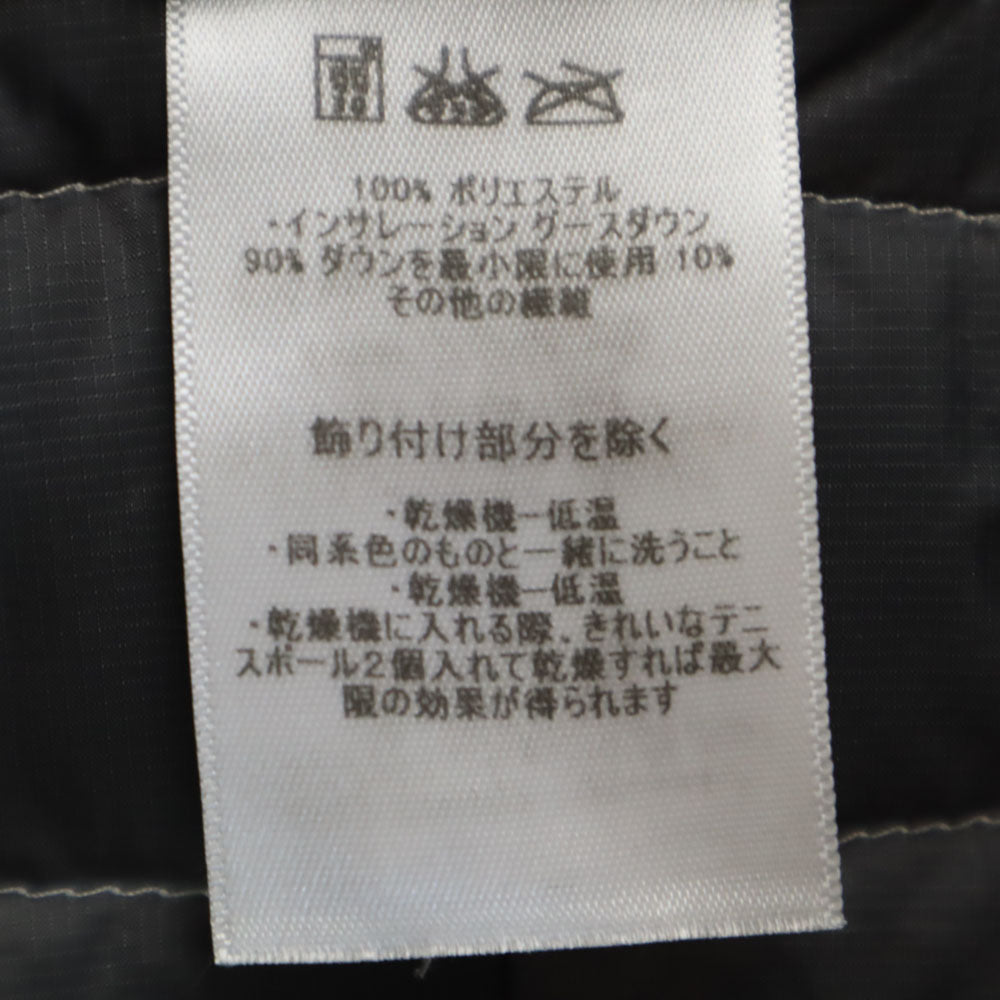 100% ポリエステル
・インサレーション グースダウン
90% ダウンを最小限に使用 10%
その他の繊維
飾り付け部分を除く
・乾燥機ー低温
・同系色のものと一緒に洗うこと
・乾燥機ー低温
・乾燥機に入れる際、きれいなテニ
スボール2個入れて乾燥すれば最大
限の効果が得られます